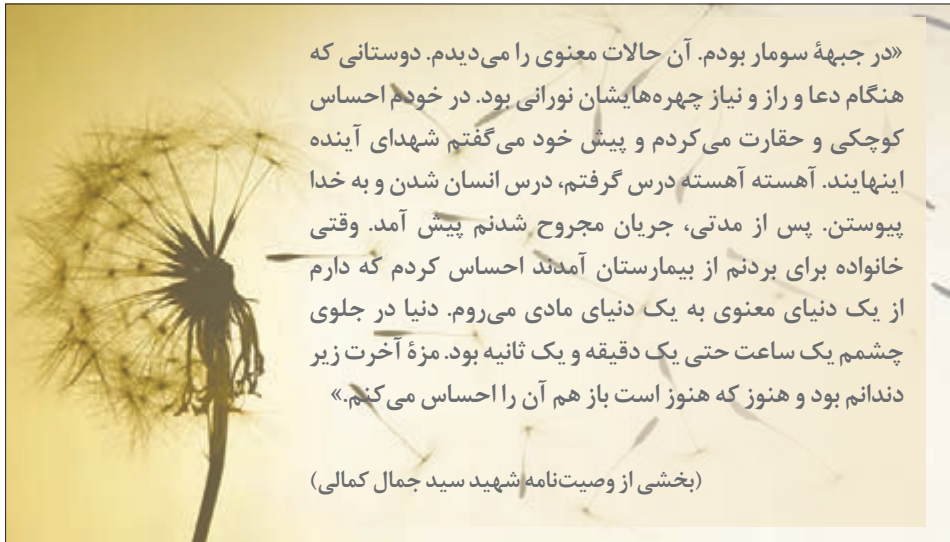 «در جبههٔ سومار بودم. آن حالات معنوی را می‌دیدم. دوستانی که
هنگام دعا و راز و نیاز چهره‌هایشان نورانی بود. در خودم احساس
کوچکی و حقارت می‌کردم و پیش خود می‌گفتم شهدای آینده
اینهایند. آهسته آهسته درس گرفتم، درس انسان شدن و به خدا
پیوستن. پس از مدتی، جریان مجروح شدنم پیش آمد. وقتی
خانواده برای بردنم از بیمارستان آمدند احساس کردم که دارم
از یک دنیای معنوی به یک دنیای مادی می‌روم. دنیا در جلوی
چشمم یک ساعت حتی یک دقیقه و یک ثانیه بود. مزهٔ آخرت زیر
دندانم بود و هنوز که هنوز است باز هم آن را احساس می‌کنم.»
(بخشی از وصیت‌نامه شهید سید جمال کمالی)